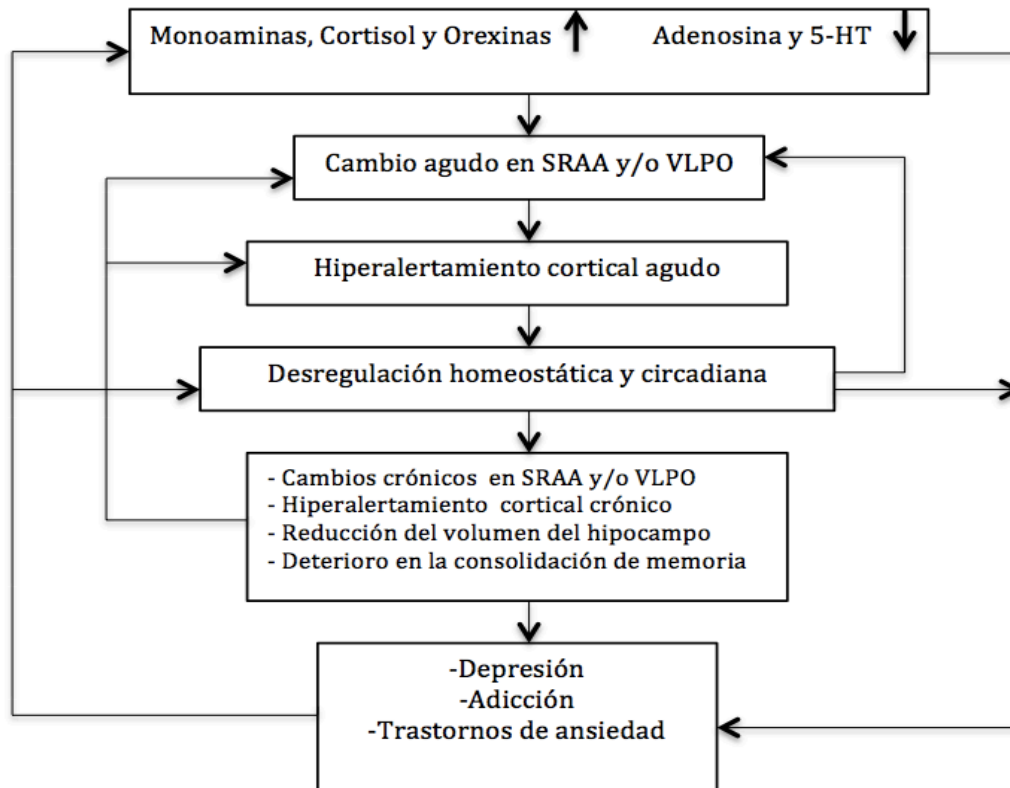 Monoaminas, Cortisol y Orexinas Adenosina y 5-HT
Cambio agudo en SRAA y/o VLPO
Hiperalertamiento cortical agudo
Desregulación homeostática y circadiana
- Cambios crónicos en SRAA y/o VLPO
- Hiperalertamiento cortical crónico
- Reducción del volumen del hipocampo
- Deterioro en la consolidación de memoria
-Depresión
-Adicción
-Trastornos de ansiedad